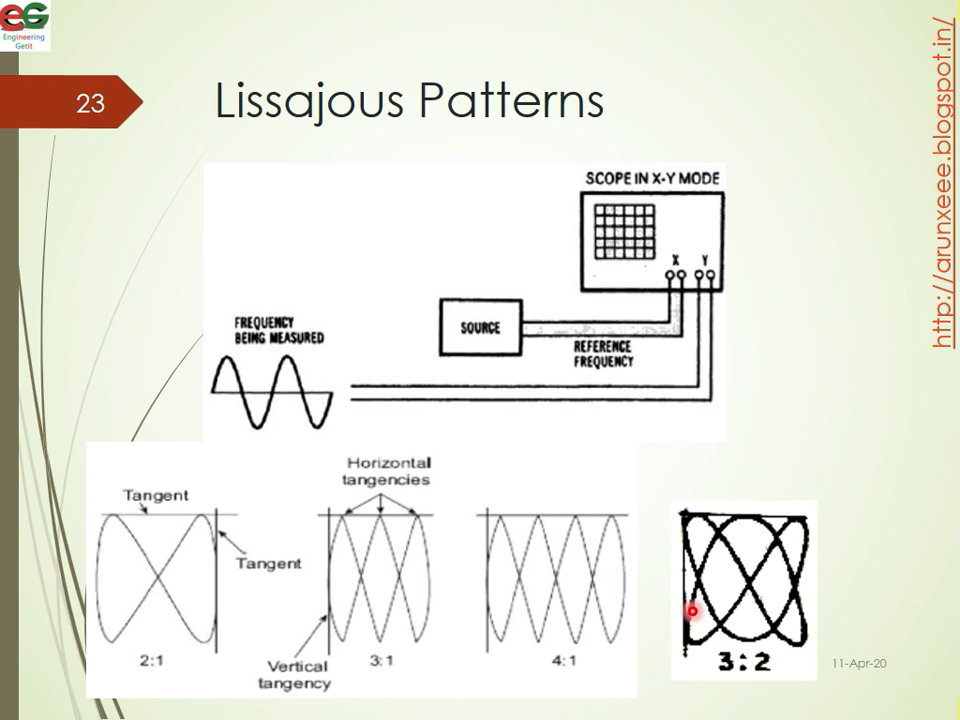 EG
Engineering
Getit
http://arunxeee.blogspot.in/
23
Lissajous Patterns
SCOPE IN X-Y MODE
X Y
SOURCE
FREQUENCY
BEING MEASURED
REFERENCE
FREQUENCY
Horizontal
tangencies
Tangent
Tangent
2:1
3:1
4:1
3:2
Vertical
tangency
11-Apr-20